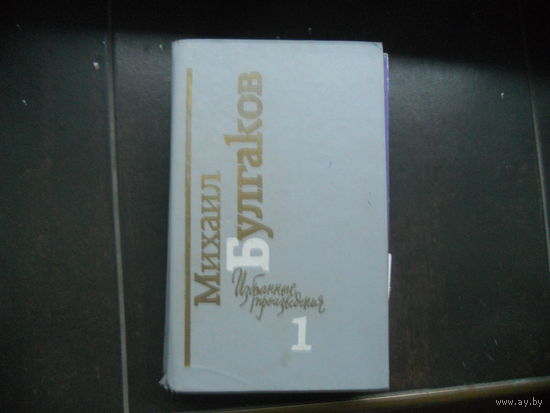 Михаил
Булгаков
Избранные
произведения
1
www.ay.by